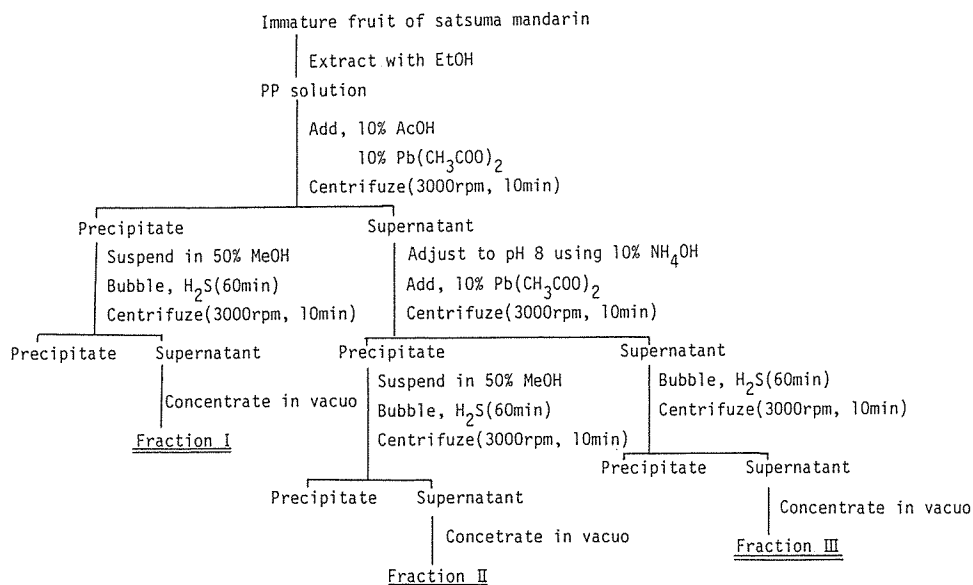 Immature fruit of satsuma mandarin
Extract with EtOH
PP solution
Add, 10% AcOH
10% Pb(CH₃COO)₂
Centrifuze(3000rpm, 10min)
Precipitate
Supernatant
Suspend in 50% MeOH
Bubble, H₂S(60min)
Centrifuze(3000rpm, 10min)
Adjust to pH 8 using 10% NH₄OH
Add, 10% Pb(CH₃COO)₂
Centrifuze(3000rpm, 10min)
Precipitate
Supernatant
Concentrate in vacuo
Fraction I
Precipitate
Supernatant
Suspend in 50% MeOH
Bubble, H₂S(60min)
Centrifuze(3000rpm, 10min)
Bubble, H₂S(60min)
Centrifuze(3000rpm, 10min)
Precipitate
Supernatant
Concetrate in vacuo
Fraction II
Precipitate
Supernatant
Concentrate in vacuo
Fraction III